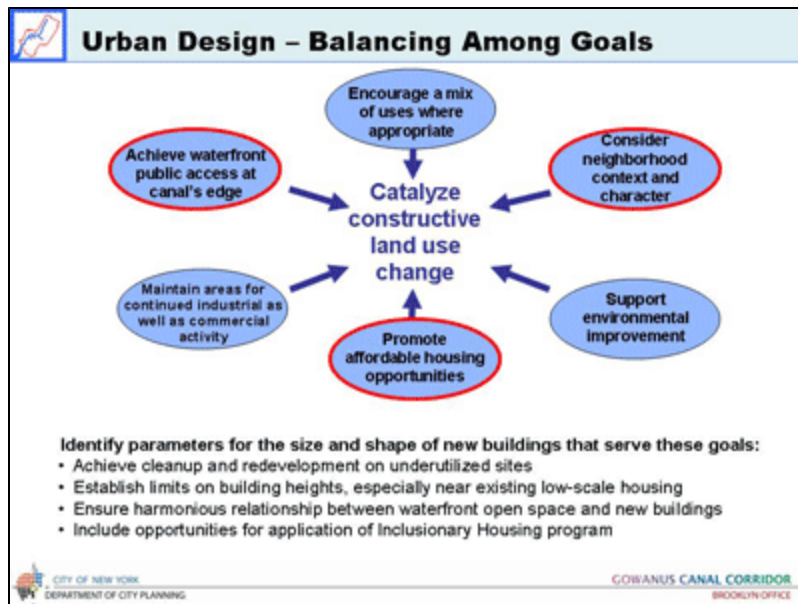 Urban Design – Balancing Among Goals
Encourage a mix
of uses where
appropriate
Achieve waterfront
public access at
canal's edge
Consider
neighborhood
context and
character
Catalyze
constructive
land use
change
Maintain areas for
continued industrial as
well as commercial
activity
Support
environmental
improvement
Promote
affordable housing
opportunities
Identify parameters for the size and shape of new buildings that serve these goals:
• Achieve cleanup and redevelopment on underutilized sites
• Establish limits on building heights, especially near existing low-scale housing
• Ensure harmonious relationship between waterfront open space and new buildings
• Include opportunities for application of Inclusionary Housing program
CITY OF NEW YORK
DEPARTMENT OF CITY PLANNING
GOWANUS CANAL CORRIDOR
BROOKLYN OFFICE